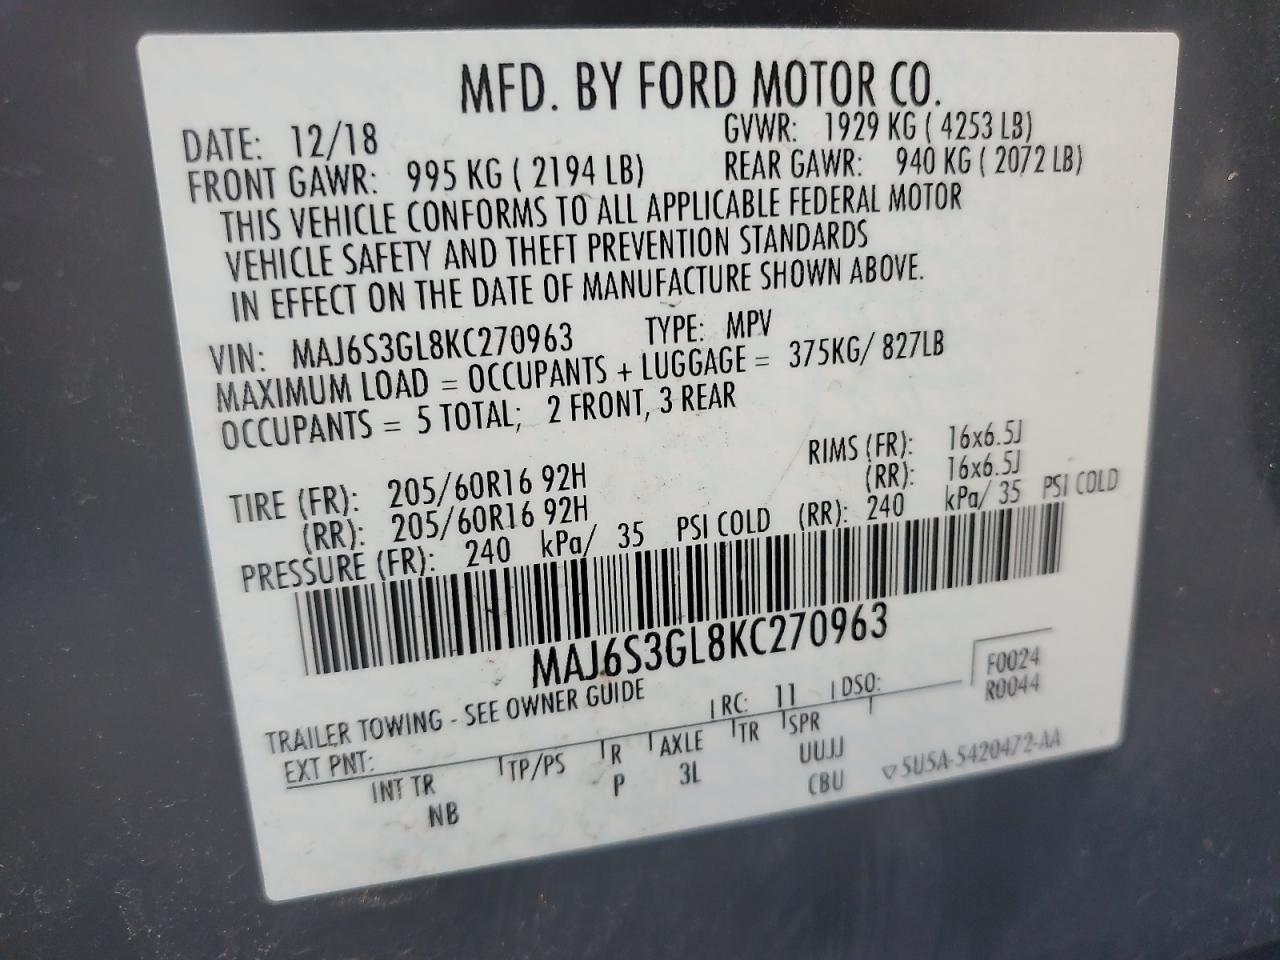 MFD. BY FORD MOTOR CO.
DATE: 12/18 GVWR: 1929 KG ( 4253 LB)
FRONT GAWR: 995 KG ( 2194 LB) REAR GAWR: 940 KG ( 2072 LB)
THIS VEHICLE CONFORMS TO ALL APPLICABLE FEDERAL MOTOR
VEHICLE SAFETY AND THEFT PREVENTION STANDARDS
IN EFFECT ON THE DATE OF MANUFACTURE SHOWN ABOVE.
VIN: MAJ6S3GL8KC270963 TYPE: MPV
MAXIMUM LOAD = OCCUPANTS + LUGGAGE = 375KG/ 827LB
OCCUPANTS = 5 TOTAL; 2 FRONT, 3 REAR
TIRE (FR): 205/60R16 92H RIMS (FR): 16x6.5J
(RR): 205/60R16 92H (RR): 16x6.5J
PRESSURE (FR): 240 kPa/ 35 PSI COLD (RR): 240 kPa/ 35 PSI COLD
MAJ6S3GL8KC270963
TRAILER TOWING - SEE OWNER GUIDE F0024
EXT PNT: RC: 11 DSO: R0044
INT TR TP/PS R AXLE TR SPR
NB P 3L UUJJ
CBU ▽5U5A-5420472-AA